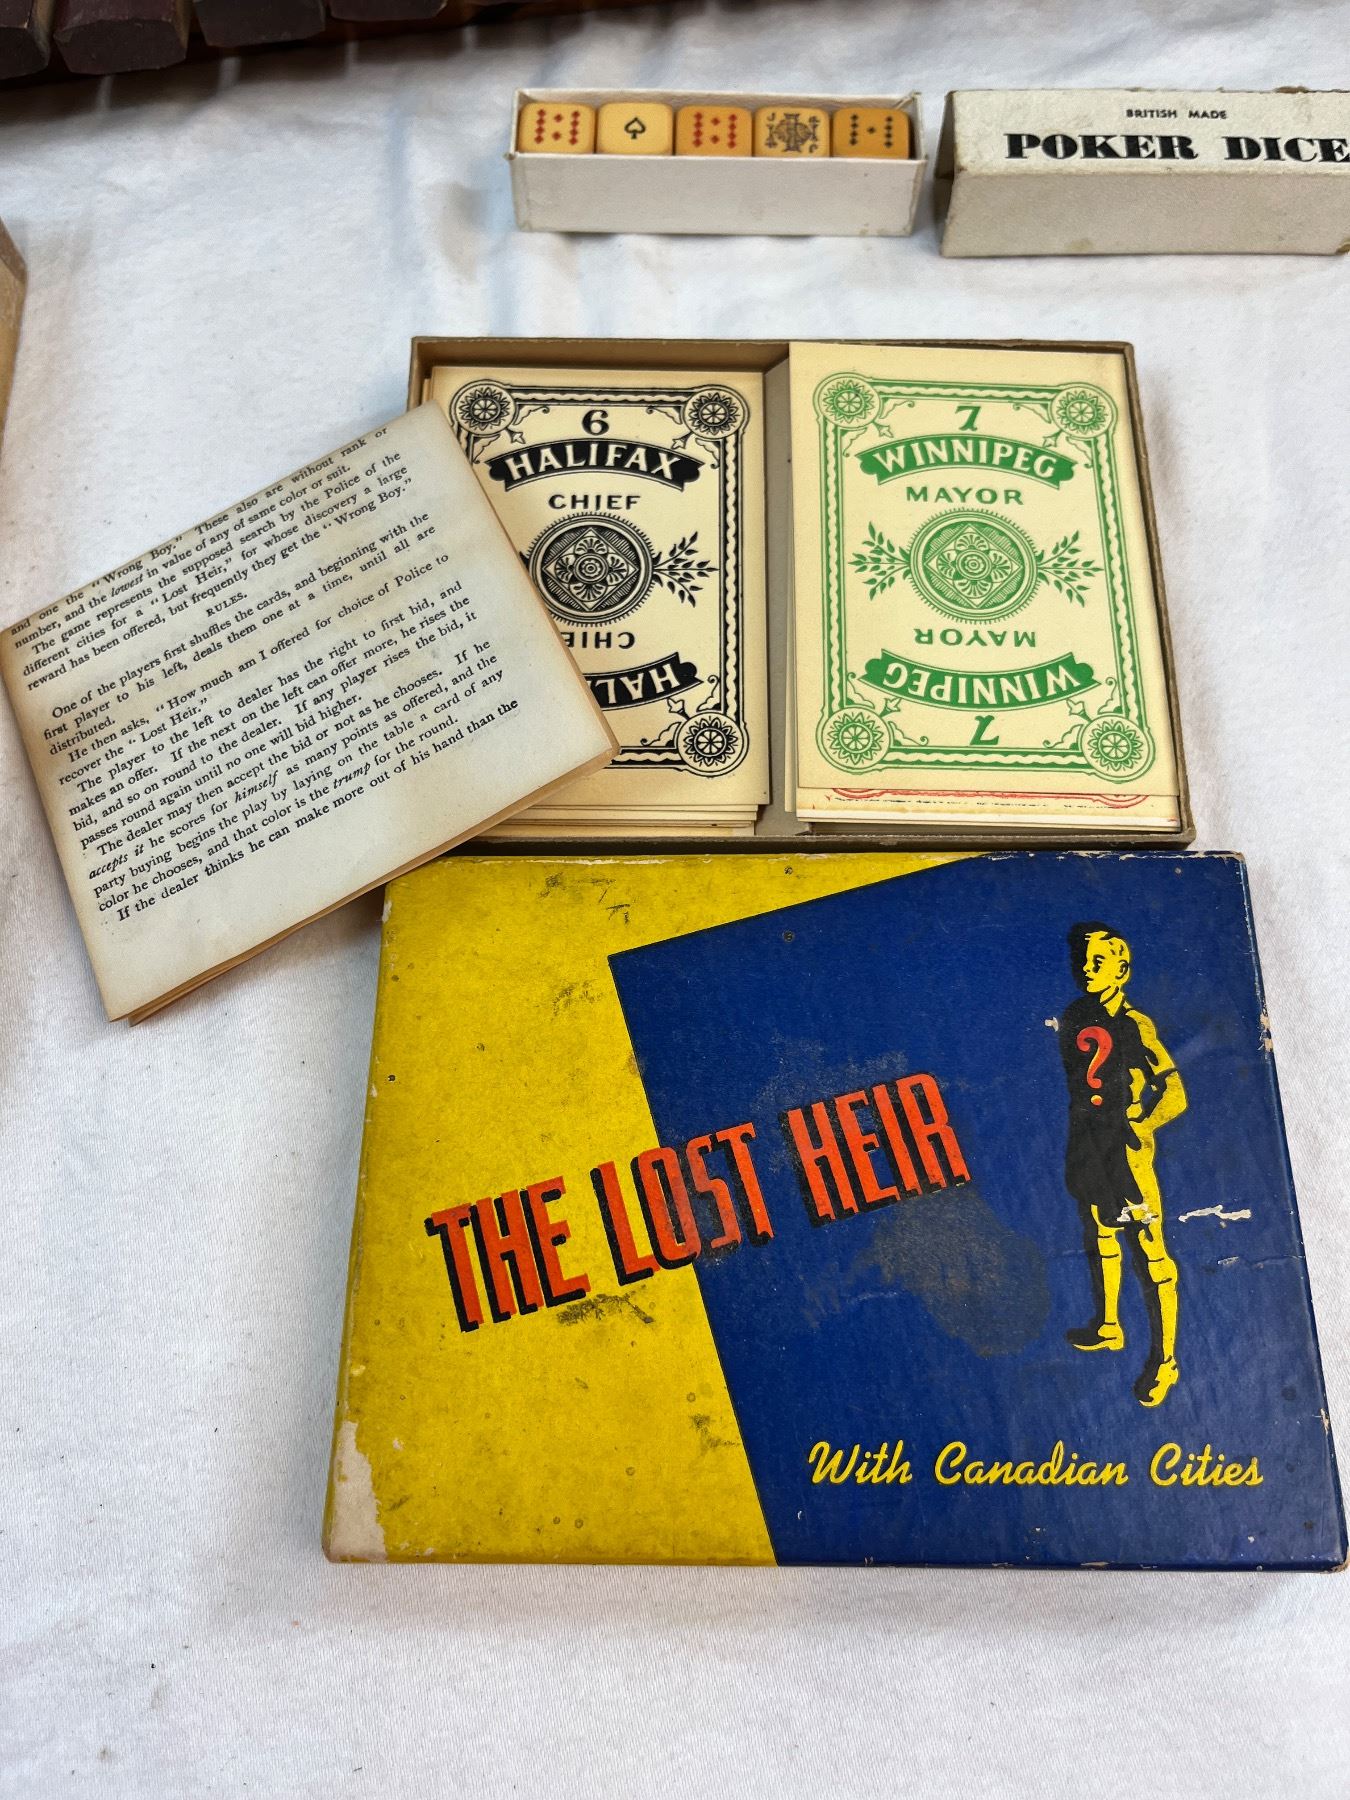 BRITISH MADE
POKER DICE
6
HALIFAX
CHIEF
CHIE
HAL
7
WINNIPEG
MAYOR
MAYOR
WINNIPEG
7
and one the "Wrong Boy." These also are without rank or
number, and the lowest in value of any of same color or suit.
The game represents the supposed search by the Police of the
different cities for a "Lost Heir," for whose discovery a large
reward has been offered, but frequently they get the "Wrong Boy."
RULES.
One of the players first shuffles the cards, and beginning with the
first player to his left, deals them one at a time, until all are
distributed.
He then asks, "How much am I offered for choice of Police to
recover the "Lost Heir."
The player to the left to dealer has the right to first bid, and
makes an offer. If the next on the left can offer more, he rises the
bid, and so on round to the dealer. If any player rises the bid, it
passes round again until no one will bid higher.
The dealer may then accept the bid or not as he chooses. If he
accepts it he scores for himself as many points as offered, and the
party buying begins the play by laying on the table a card of any
color he chooses, and that color is the trump for the round.
If the dealer thinks he can make more out of his hand than the
THE LOST HEIR
?
With Canadian Cities